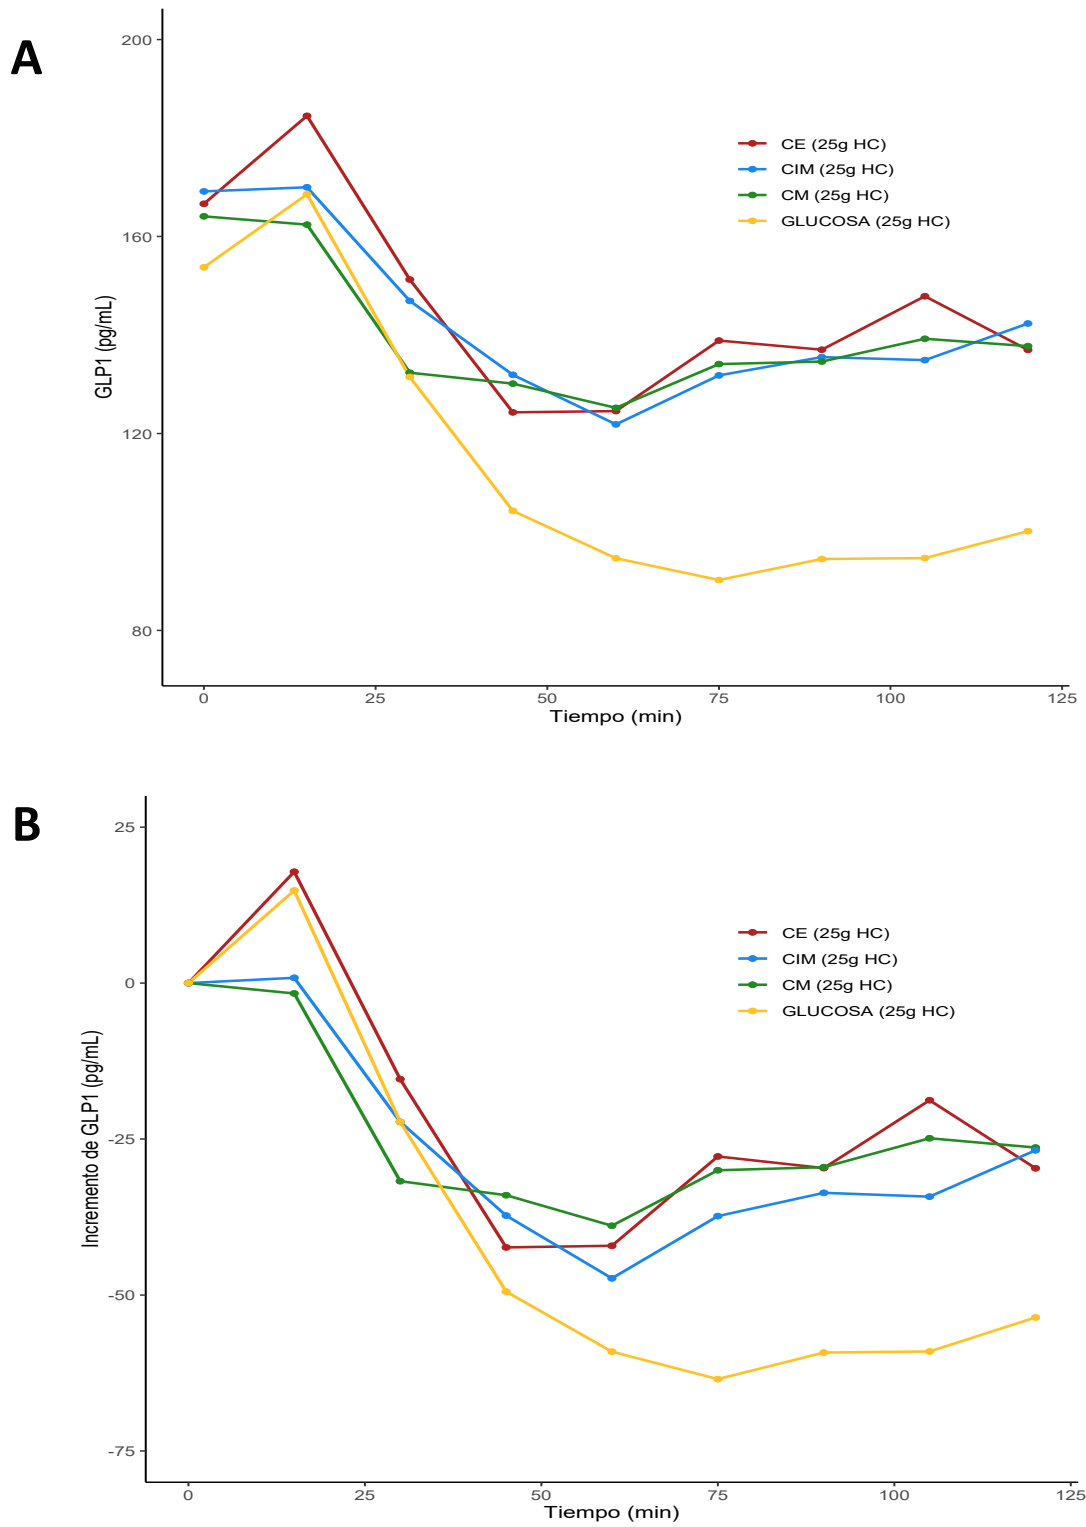 A
200
160
120
80
GLP1 (pg/mL)
CE (25g HC)
CIM (25g HC)
CM (25g HC)
GLUCOSA (25g HC)
0 25 50 75 100 125
Tiempo (min)
B
25
0
-25
-50
-75
Incremento de GLP1 (pg/mL)
CE (25g HC)
CIM (25g HC)
CM (25g HC)
GLUCOSA (25g HC)
0 25 50 75 100 125
Tiempo (min)